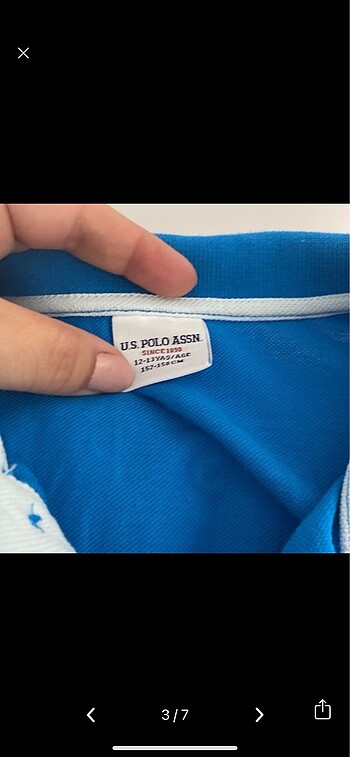 U.S. POLO ASSN.
SINCE 1890
12-13 YAŞ/AGE
152-158 CM
3/7